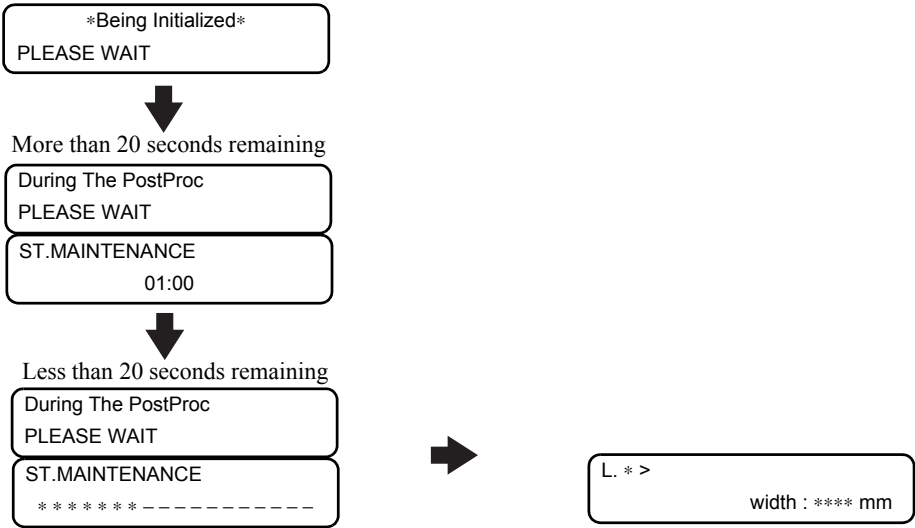 ∗Being Initialized∗
PLEASE WAIT
More than 20 seconds remaining
During The PostProc
PLEASE WAIT
ST.MAINTENANCE
01:00
Less than 20 seconds remaining
During The PostProc
PLEASE WAIT
ST.MAINTENANCE
∗∗∗∗∗∗∗−−−−−−−−−−−
L. ∗ >
width : ∗∗∗∗ mm